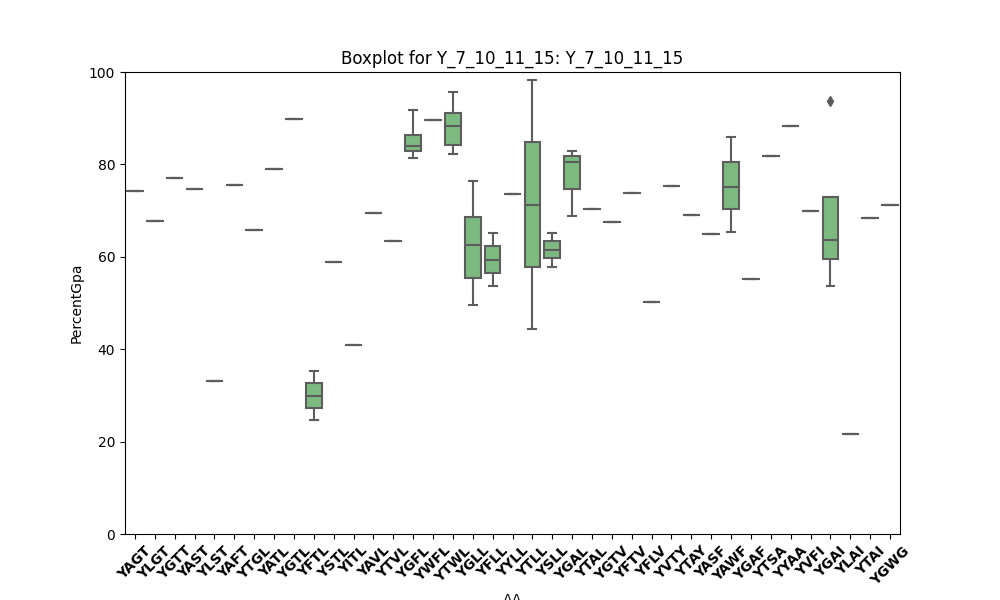 Boxplot for Y_7_10_11_15: Y_7_10_11_15
PercentGpa
100
80
60
40
20
0
YAGT
YLGT
YGTT
YAST
YLST
YAFT
YTGL
YATL
YGTL
YFTL
YSTL
YITL
YAVL
YTVL
YGFL
YWFL
YTWL
YGLL
YFLL
YYLL
YTLL
YSLL
YGAL
YTAL
YGTV
YFTV
YFLV
YVTY
YTAY
YASF
YAWF
YGAF
YTSA
YYAA
YVFI
YGAI
YLAI
YTAI
YGWG